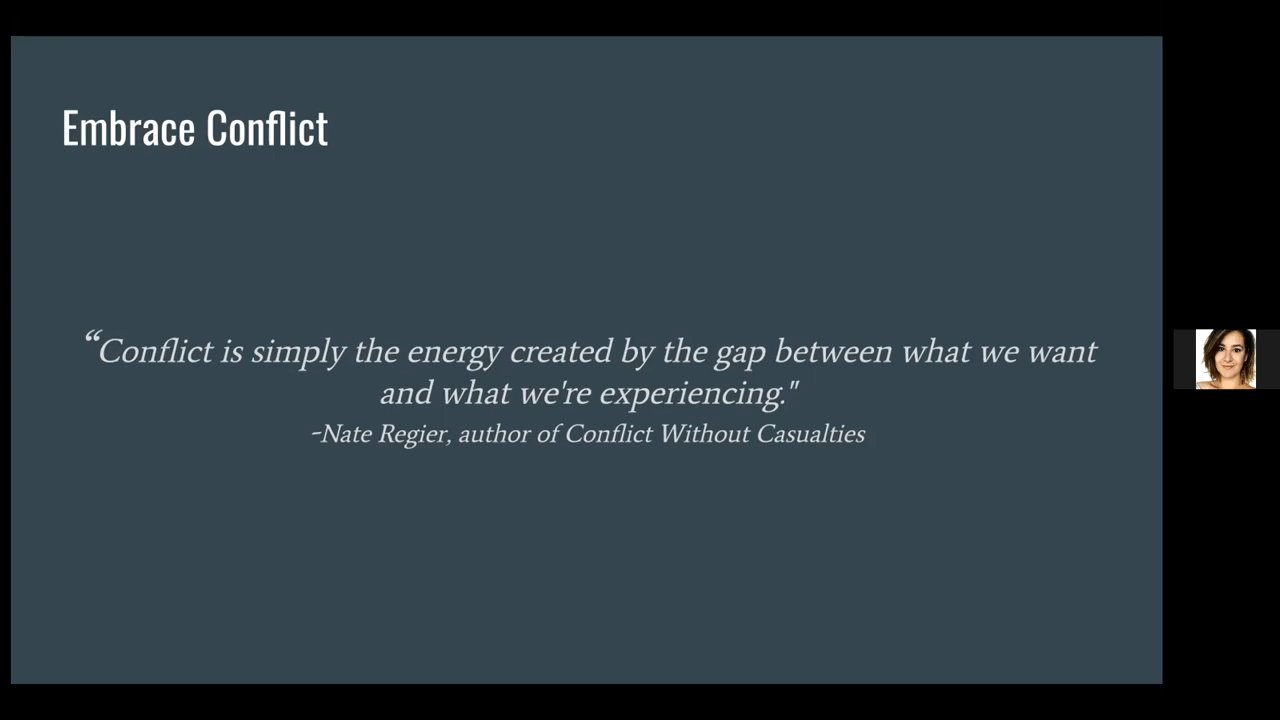 Embrace Conflict
“Conflict is simply the energy created by the gap between what we want
and what we're experiencing."
~Nate Regier, author of Conflict Without Casualties